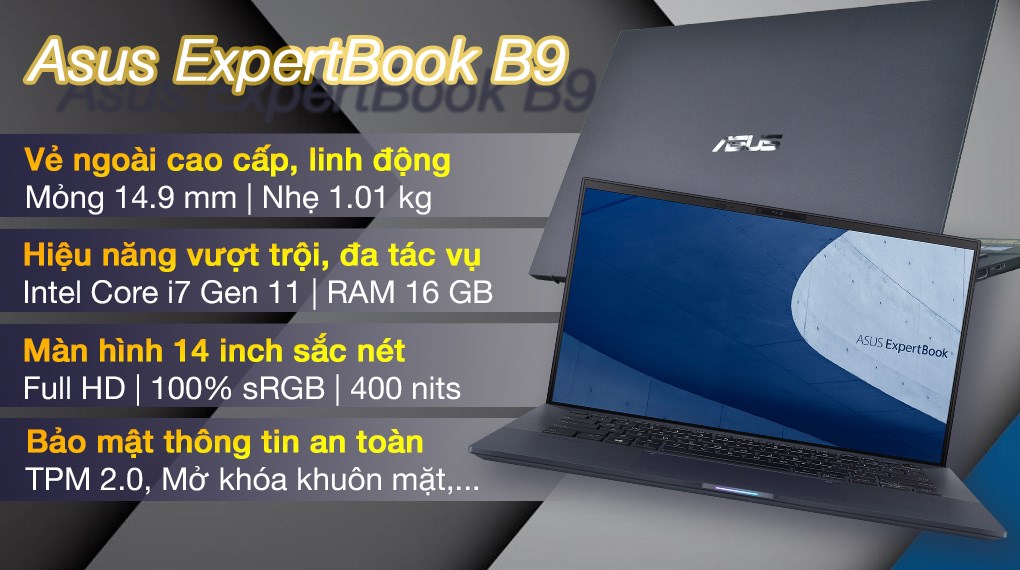 Asus ExpertBook B9
Vẻ ngoài cao cấp, linh động
Mỏng 14.9 mm | Nhẹ 1.01 kg
Hiệu năng vượt trội, đa tác vụ
Intel Core i7 Gen 11 | RAM 16 GB
Màn hình 14 inch sắc nét
Full HD | 100% sRGB | 400 nits
Bảo mật thông tin an toàn
TPM 2.0, Mở khóa khuôn mặt,...
ASUS
ASUS ExpertBook